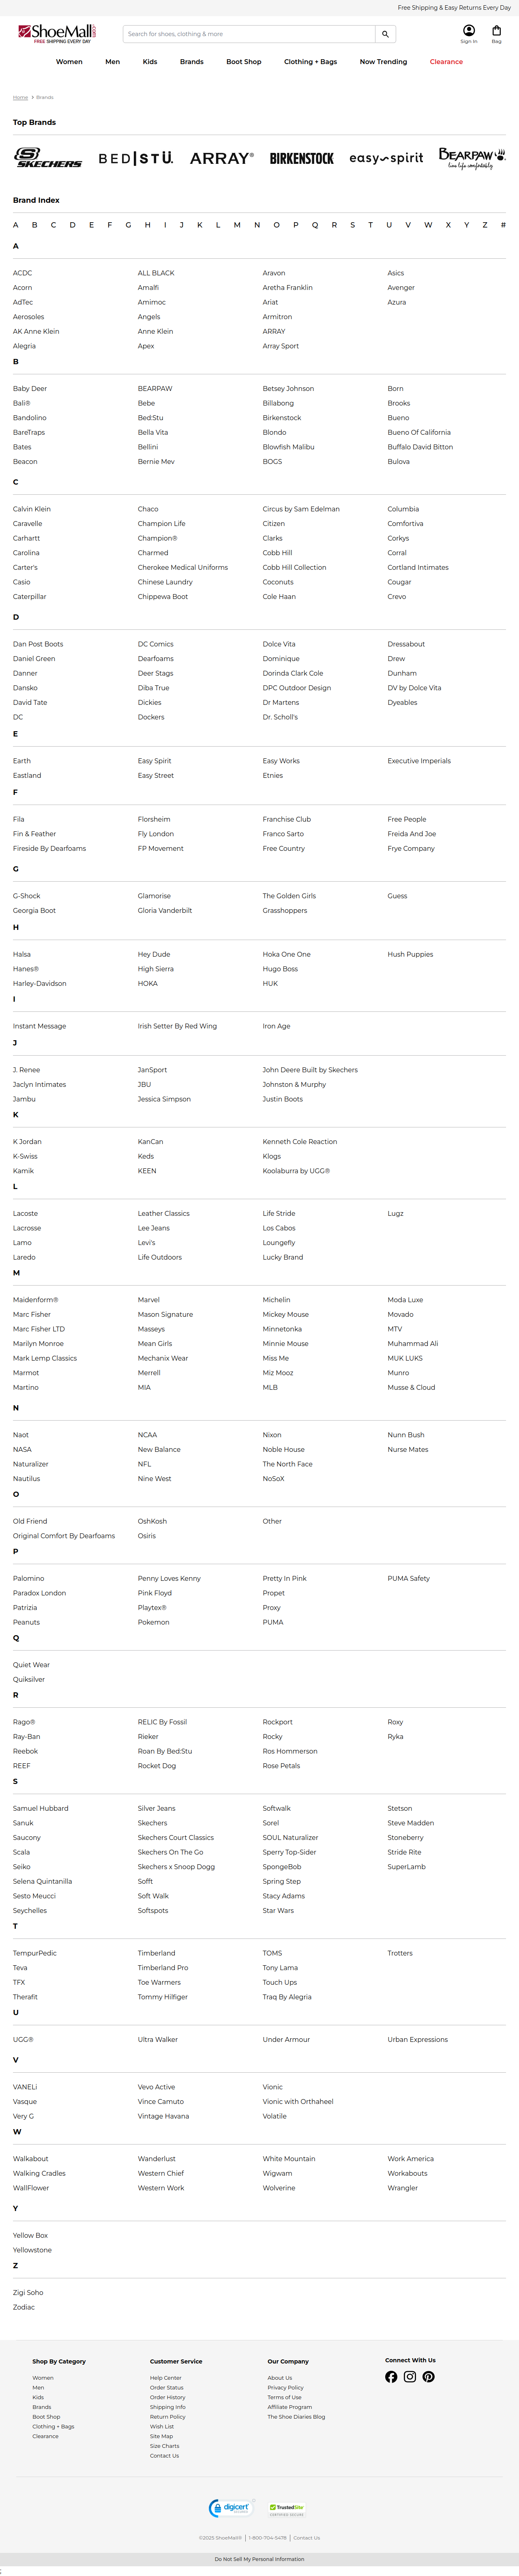 Free Shipping & Easy Returns Every Day
ShoeMall
FREE SHIPPING EVERY DAY
Search for shoes, clothing & more
Sign In
Bag
Women Men Kids Brands Boot Shop Clothing + Bags Now Trending Clearance
Home > Brands
Top Brands
SKECHERS BED|STÜ. ARRAY® BIRKENSTOCK easy spirit BEARPAW
live life comfortably
Brand Index
A B C D E F G H I J K L M N O P Q R S T U V W X Y Z #
A
ACDC ALL BLACK Aravon Asics
Acorn Amalfi Aretha Franklin Avenger
AdTec Amimoc Ariat Azura
Aerosoles Angels Armitron
AK Anne Klein Anne Klein ARRAY
Alegria Apex Array Sport
B
Baby Deer BEARPAW Betsey Johnson Born
Bali® Bebe Billabong Brooks
Bandolino Bed:Stu Birkenstock Bueno
BareTraps Bella Vita Blondo Bueno Of California
Bates Bellini Blowfish Malibu Buffalo David Bitton
Beacon Bernie Mev BOGS Bulova
C
Calvin Klein Chaco Circus by Sam Edelman Columbia
Caravelle Champion Life Citizen Comfortiva
Carhartt Champion® Clarks Corkys
Carolina Charmed Cobb Hill Corral
Carter's Cherokee Medical Uniforms Cobb Hill Collection Cortland Intimates
Casio Chinese Laundry Coconuts Cougar
Caterpillar Chippewa Boot Cole Haan Crevo
D
Dan Post Boots DC Comics Dolce Vita Dressabout
Daniel Green Dearfoams Dominique Drew
Danner Deer Stags Dorinda Clark Cole Dunham
Dansko Diba True DPC Outdoor Design DV by Dolce Vita
David Tate Dickies Dr Martens Dyeables
DC Dockers Dr. Scholl's
E
Earth Easy Spirit Easy Works Executive Imperials
Eastland Easy Street Etnies
F
Fila Florsheim Franchise Club Free People
Fin & Feather Fly London Franco Sarto Freida And Joe
Fireside By Dearfoams FP Movement Free Country Frye Company
G
G-Shock Glamorise The Golden Girls Guess
Georgia Boot Gloria Vanderbilt Grasshoppers
H
Halsa Hey Dude Hoka One One Hush Puppies
Hanes® High Sierra Hugo Boss
Harley-Davidson HOKA HUK
I
Instant Message Irish Setter By Red Wing Iron Age
J
J. Renee JanSport John Deere Built by Skechers
Jaclyn Intimates JBU Johnston & Murphy
Jambu Jessica Simpson Justin Boots
K
K Jordan KanCan Kenneth Cole Reaction
K-Swiss Keds Klogs
Kamik KEEN Koolaburra by UGG®
L
Lacoste Leather Classics Life Stride Lugz
Lacrosse Lee Jeans Los Cabos
Lamo Levi's Loungefly
Laredo Life Outdoors Lucky Brand
M
Maidenform® Marvel Michelin Moda Luxe
Marc Fisher Mason Signature Mickey Mouse Movado
Marc Fisher LTD Masseys Minnetonka MTV
Marilyn Monroe Mean Girls Minnie Mouse Muhammad Ali
Mark Lemp Classics Mechanix Wear Miss Me MUK LUKS
Marmot Merrell Miz Mooz Munro
Martino MIA MLB Musse & Cloud
N
Naot NCAA Nixon Nunn Bush
NASA New Balance Noble House Nurse Mates
Naturalizer NFL The North Face
Nautilus Nine West NoSoX
O
Old Friend OshKosh Other
Original Comfort By Dearfoams Osiris
P
Palomino Penny Loves Kenny Pretty In Pink PUMA Safety
Paradox London Pink Floyd Propet
Patrizia Playtex® Proxy
Peanuts Pokemon PUMA
Q
Quiet Wear
Quiksilver
R
Rago® RELIC By Fossil Rockport Roxy
Ray-Ban Rieker Rocky Ryka
Reebok Roan By Bed:Stu Ros Hommerson
REEF Rocket Dog Rose Petals
S
Samuel Hubbard Silver Jeans Softwalk Stetson
Sanuk Skechers Sorel Steve Madden
Saucony Skechers Court Classics SOUL Naturalizer Stoneberry
Scala Skechers On The Go Sperry Top-Sider Stride Rite
Seiko Skechers x Snoop Dogg SpongeBob SuperLamb
Selena Quintanilla Sofft Spring Step
Sesto Meucci Soft Walk Stacy Adams
Seychelles Softspots Star Wars
T
TempurPedic Timberland TOMS Trotters
Teva Timberland Pro Tony Lama
TFX Toe Warmers Touch Ups
Therafit Tommy Hilfiger Traq By Alegria
U
UGG® Ultra Walker Under Armour Urban Expressions
V
VANELi Vevo Active Vionic
Vasque Vince Camuto Vionic with Orthaheel
Very G Vintage Havana Volatile
W
Walkabout Wanderlust White Mountain Work America
Walking Cradles Western Chief Wigwam Workabouts
WallFlower Western Work Wolverine Wrangler
Y
Yellow Box
Yellowstone
Z
Zigi Soho
Zodiac
Shop By Category
Women
Men
Kids
Brands
Boot Shop
Clothing + Bags
Clearance
Customer Service
Help Center
Order Status
Order History
Shipping Info
Return Policy
Wish List
Site Map
Size Charts
Contact Us
Our Company
About Us
Privacy Policy
Terms of Use
Affiliate Program
The Shoe Diaries Blog
Connect With Us
digicert
TrustedSite
CERTIFIED SECURE
©2025 ShoeMall® | 1-800-704-5478 | Contact Us
Do Not Sell My Personal Information